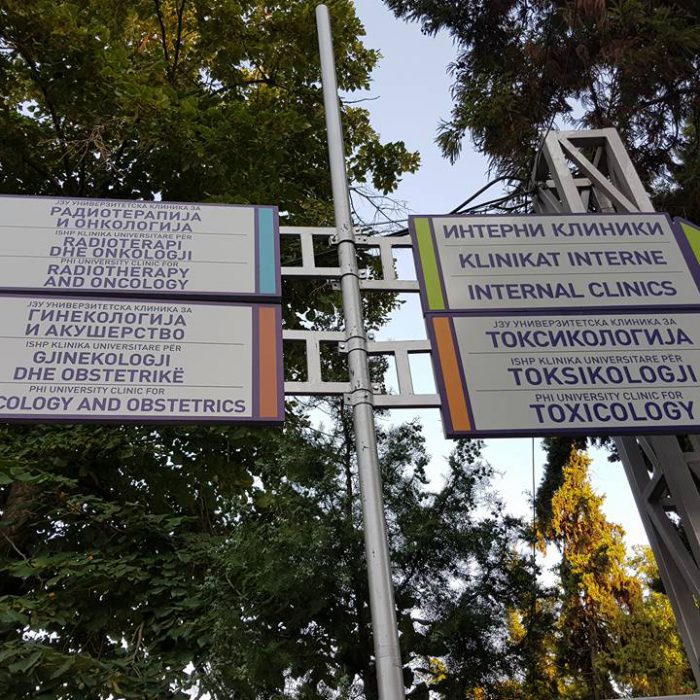 ЈЗУ УНИВЕРЗИТЕТСКА КЛИНИКА ЗА
РАДИОТЕРАПИЈА
И ОНКОЛОГИЈА
ISHP KLINIKA UNIVERSITARE PËR
RADIOTERAPI
DHE ONKOLOGJI
PHI UNIVERSITY CLINIC FOR
RADIOTHERAPY
AND ONCOLOGY
ЈЗУ УНИВЕРЗИТЕТСКА КЛИНИКА ЗА
ГИНЕКОЛОГИЈА
И АКУШЕРСТВО
ISHP KLINIKA UNIVERSITARE PËR
GJINEKOLOGJI
DHE OBSTETRIKË
PHI UNIVERSITY CLINIC FOR
COLOGY AND OBSTETRICS
ИНТЕРНИ КЛИНИКИ
KLINIKAT INTERNE
INTERNAL CLINICS
ЈЗУ УНИВЕРЗИТЕТСКА КЛИНИКА ЗА
ТОКСИКОЛОГИЈА
ISHP KLINIKA UNIVERSITARE PËR
TOKSIKOLOGJI
PHI UNIVERSITY CLINIC FOR
TOXICOLOGY